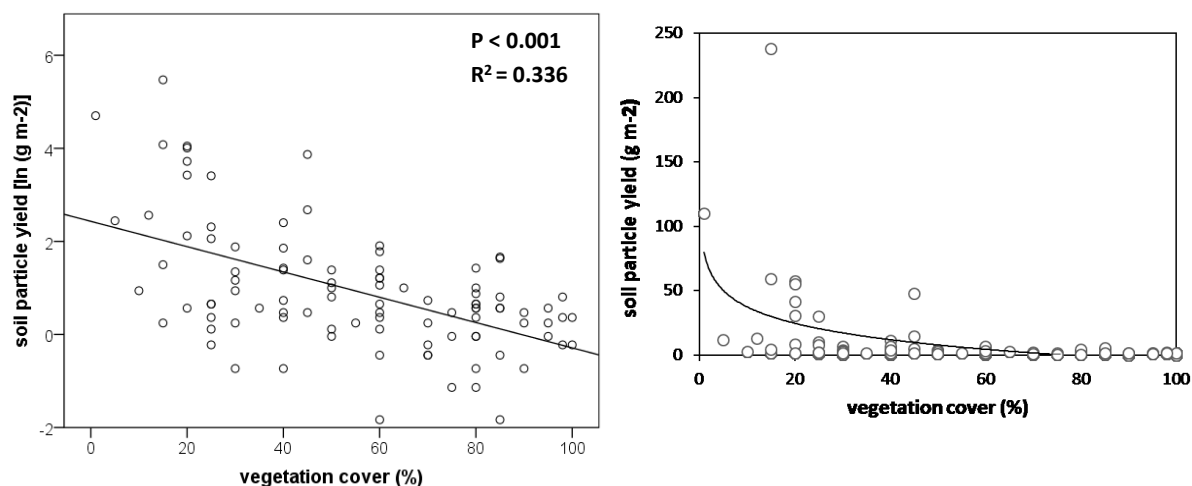 P < 0.001
R² = 0.336
soil particle yield [ln (g m-2)]
6
4
2
0
-2
0 20 40 60 80 100
vegetation cover (%)
soil particle yield (g m-2)
250
200
150
100
50
0
0 20 40 60 80 100
vegetation cover (%)